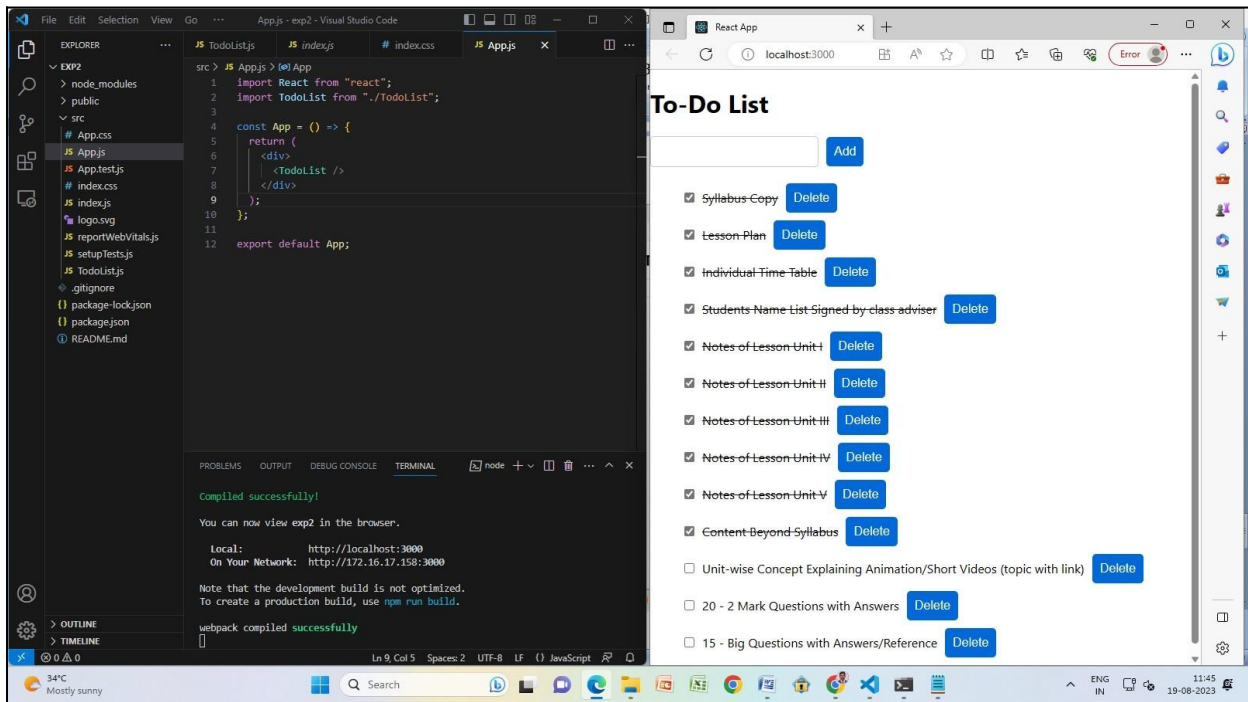 File Edit Selection View Go ··· App.js - exp2 - Visual Studio Code
EXPLORER ···
EXP2
node_modules
public
src
# App.css
JS App.js
JS App.test.js
# index.css
JS index.js
logo.svg
JS reportWebVitals.js
JS setupTests.js
JS TodoList.js
.gitignore
{} package-lock.json
{} package.json
README.md
OUTLINE
TIMELINE
JS TodoList.js JS index.js # index.css JS App.js
src > JS App.js > App
1 import React from "react";
2 import TodoList from "./TodoList";
3
4 const App = () => {
5 return (
6 <div>
7 <TodoList />
8 </div>
9 );
10 };
11
12 export default App;
PROBLEMS OUTPUT DEBUG CONSOLE TERMINAL node
Compiled successfully!
You can now view exp2 in the browser.
Local: http://localhost:3000
On Your Network: http://172.16.17.158:3000
Note that the development build is not optimized.
To create a production build, use npm run build.
webpack compiled successfully
0 0 Ln 9, Col 5 Spaces: 2 UTF-8 LF {} JavaScript
React App
localhost:3000 Error
To-Do List
Add
Syllabus Copy Delete
Lesson Plan Delete
Individual Time Table Delete
Students Name List Signed by class adviser Delete
Notes of Lesson Unit I Delete
Notes of Lesson Unit II Delete
Notes of Lesson Unit III Delete
Notes of Lesson Unit IV Delete
Notes of Lesson Unit V Delete
Content Beyond Syllabus Delete
Unit-wise Concept Explaining Animation/Short Videos (topic with link) Delete
20 - 2 Mark Questions with Answers Delete
15 - Big Questions with Answers/Reference Delete
34°C
Mostly sunny
Search
ENG
IN
11:45
19-08-2023